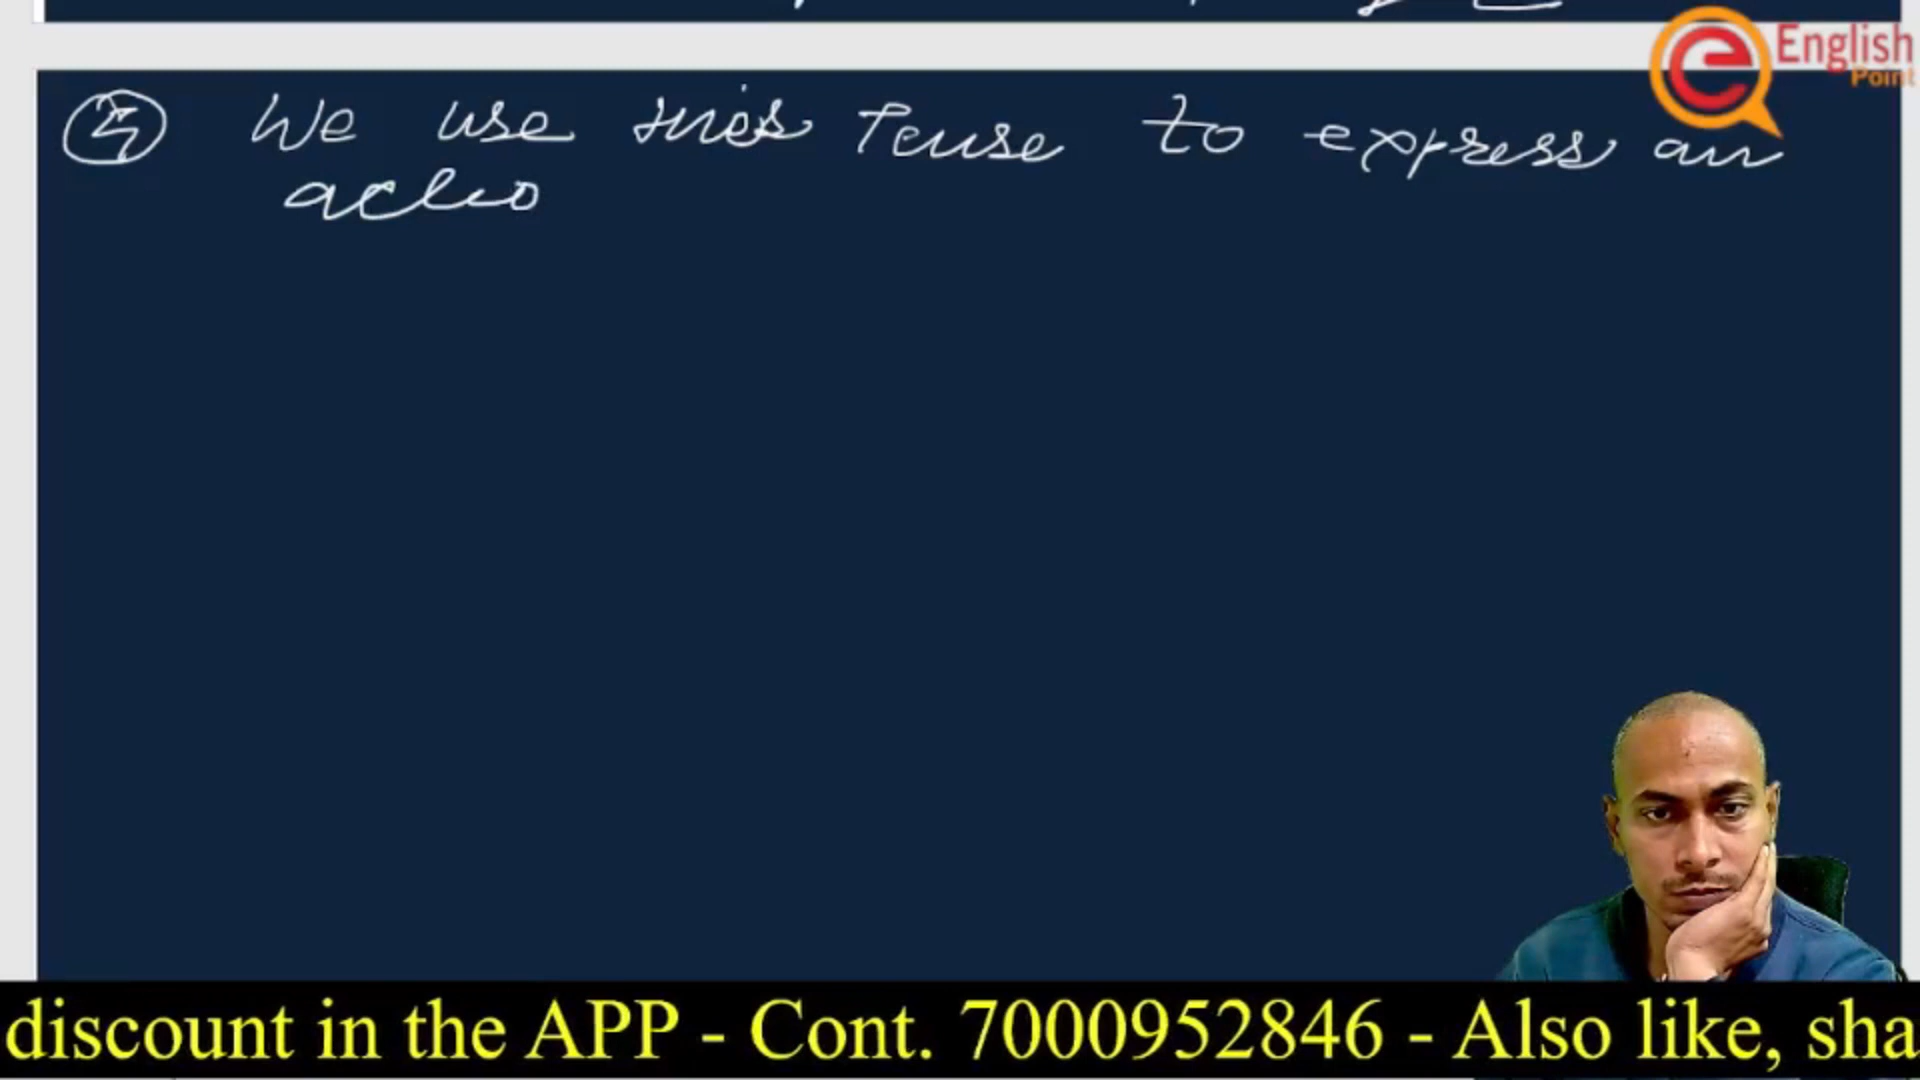 English
Point
We use this Tense to express an
actio
discount in the APP - Cont. 7000952846 - Also like, sha